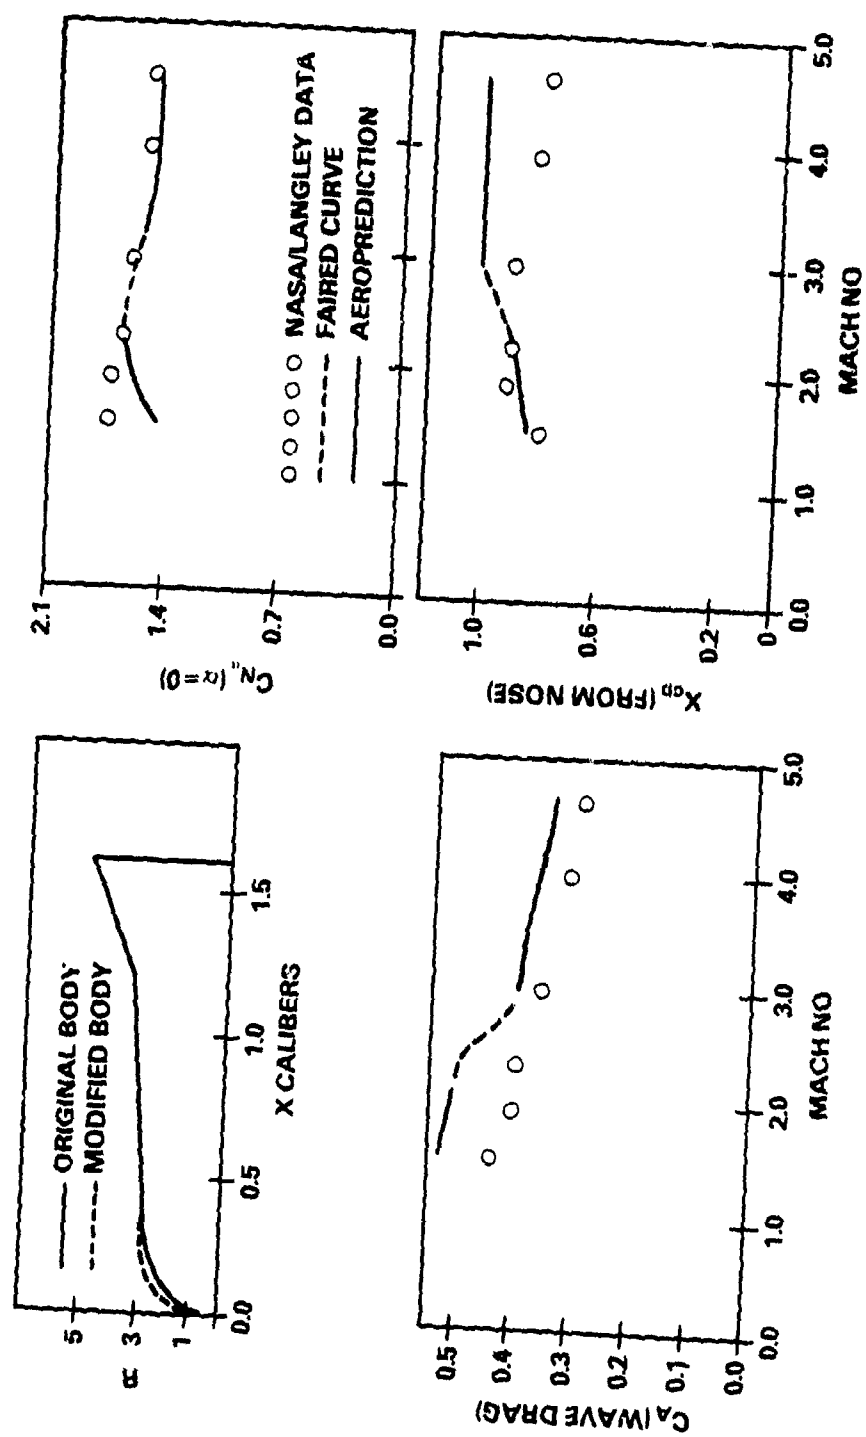 5
3
1
R
ORIGINAL BODY
MODIFIED BODY
0.0
0.5
1.0
1.5
X CALIBERS
2.1
1.4
0.7
0.0
(α=0)
NASA/LANGLEY DATA
FAIRED CURVE
AEROPREDICTION
0.5
0.4
0.3
0.2
0.1
0.0
CA (WAVE DRAG)
0.0
1.0
2.0
3.0
4.0
5.0
MACH NO
1.0
0.6
0.2
0
Xcp (FROM NOSE)
0.0
1.0
2.0
3.0
4.0
5.0
MACH NO